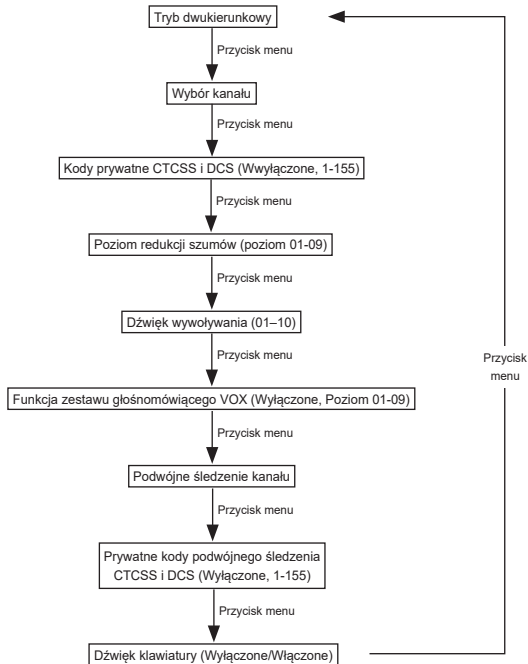 Tryb dwukierunkowy
Przycisk menu
Wybór kanału
Przycisk menu
Kody prywatne CTCSS i DCS (Wwyłączone, 1-155)
Przycisk menu
Poziom redukcji szumów (poziom 01-09)
Przycisk menu
Dźwięk wywoływania (01–10)
Przycisk menu
Funkcja zestawu głośnomówiącego VOX (Wyłączone, Poziom 01-09)
Przycisk menu
Podwójne śledzenie kanału
Przycisk menu
Prywatne kody podwójnego śledzenia
CTCSS i DCS (Wyłączone, 1-155)
Przycisk menu
Dźwięk klawiatury (Wyłączone/Włączone)
Przycisk
menu